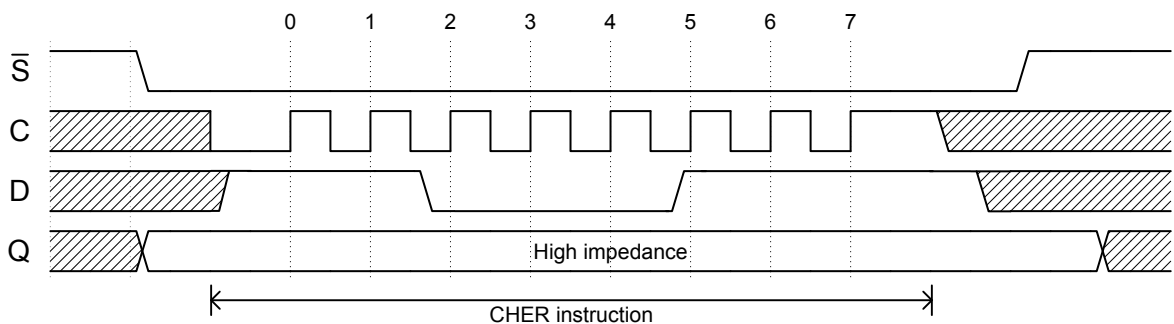 0 1 2 3 4 5 6 7
S̅
C
D
Q High impedance
CHER instruction